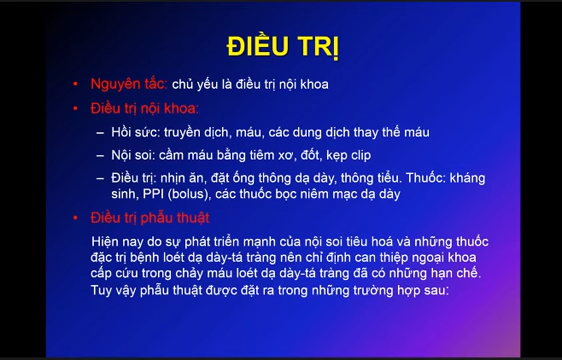 ĐIỀU TRỊ
• Nguyên tắc: chủ yếu là điều trị nội khoa
• Điều trị nội khoa:
– Hồi sức: truyền dịch, máu, các dung dịch thay thế máu
– Nội soi: cầm máu bằng tiêm xơ, đốt, kẹp clip
– Điều trị: nhịn ăn, đặt ống thông dạ dày, thông tiểu. Thuốc: kháng
sinh, PPI (bolus), các thuốc bọc niêm mạc dạ dày
• Điều trị phẫu thuật
Hiện nay do sự phát triển mạnh của nội soi tiêu hoá và những thuốc
đặc trị bệnh loét dạ dày-tá tràng nên chỉ định can thiệp ngoại khoa
cấp cứu trong chảy máu loét dạ dày-tá tràng đã có những hạn chế.
Tuy vậy phẫu thuật được đặt ra trong những trường hợp sau: